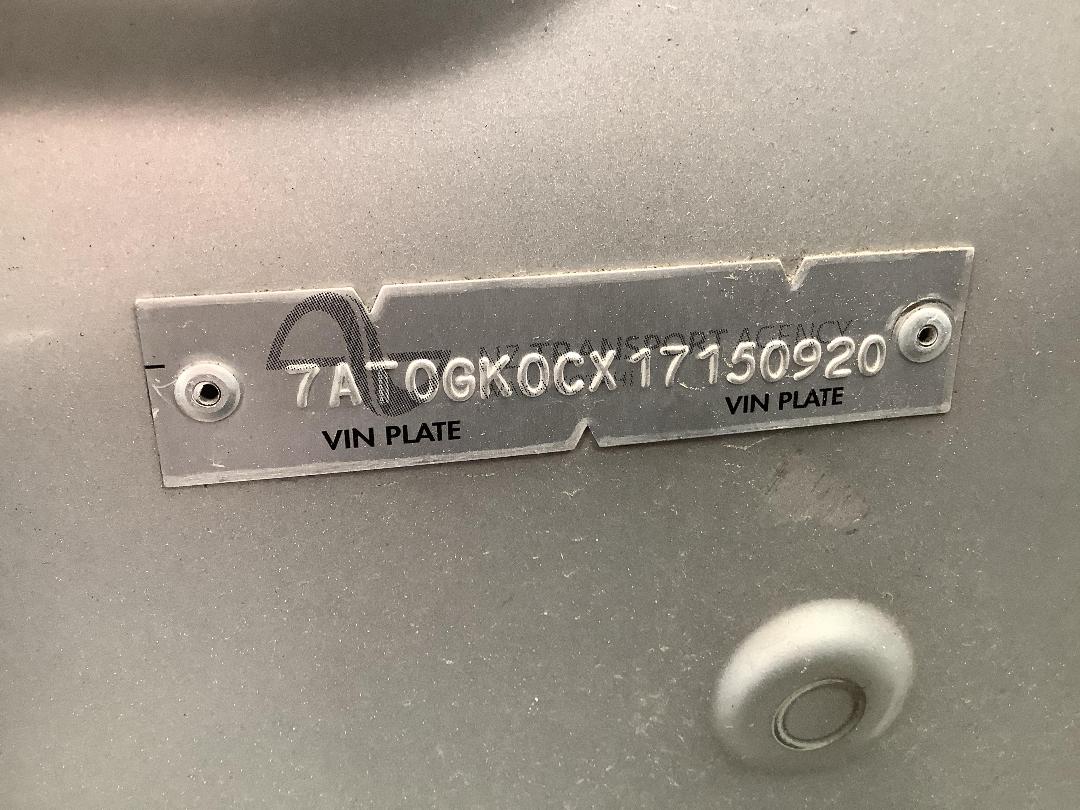 NZ TRANSPORT AGENCY
7AT0GK0CX17150920
VIN PLATE
VIN PLATE